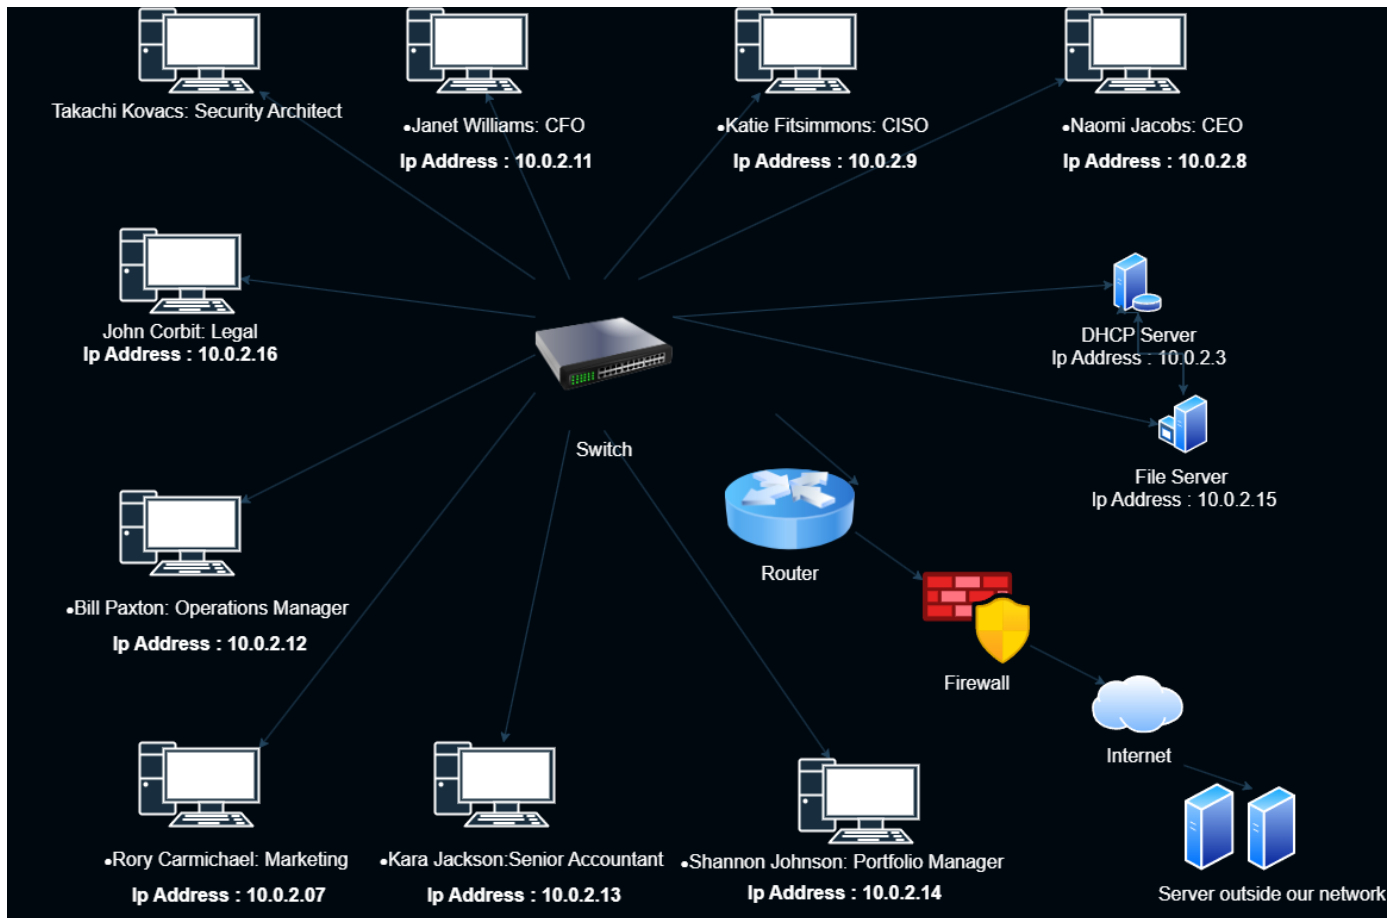 Takachi Kovacs: Security Architect
•Janet Williams: CFO
Ip Address : 10.0.2.11
•Katie Fitsimmons: CISO
Ip Address : 10.0.2.9
•Naomi Jacobs: CEO
Ip Address : 10.0.2.8
John Corbit: Legal
Ip Address : 10.0.2.16
DHCP Server
Ip Address : 10.0.2.3
Switch
File Server
Ip Address : 10.0.2.15
Router
•Bill Paxton: Operations Manager
Ip Address : 10.0.2.12
Firewall
Internet
•Rory Carmichael: Marketing
Ip Address : 10.0.2.07
•Kara Jackson:Senior Accountant
Ip Address : 10.0.2.13
•Shannon Johnson: Portfolio Manager
Ip Address : 10.0.2.14
Server outside our network